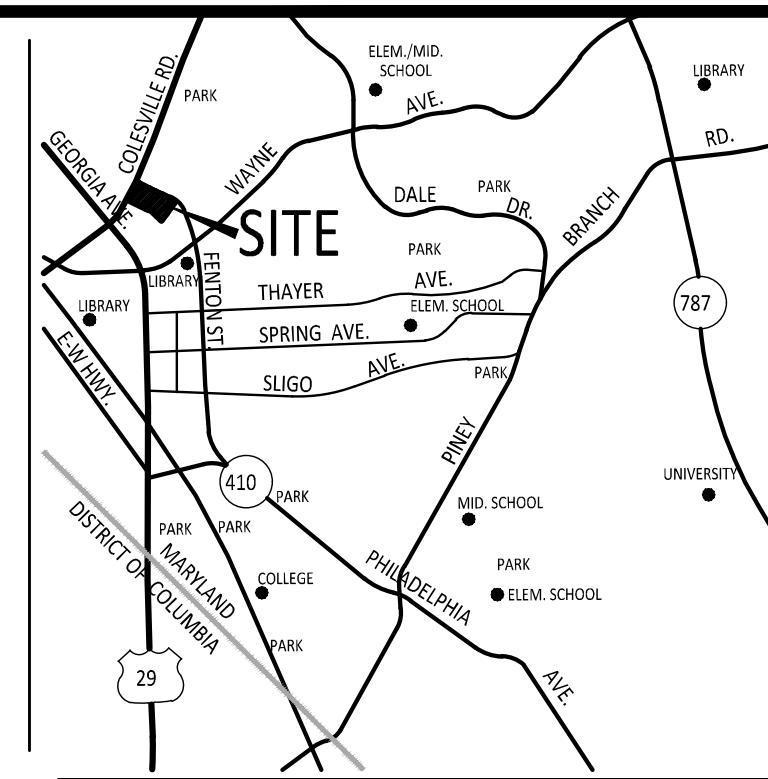 ELEM./MID.
SCHOOL
LIBRARY
COLESVILLE RD.
PARK
AVE.
GEORGIA AVE.
WAYNE
RD.
DALE
PARK
DR.
BRANCH
SITE
PARK
LIBRARY
FENTON ST.
THAYER
AVE.
LIBRARY
ELEM. SCHOOL
787
SPRING AVE.
E-W HWY.
AVE.
PARK
SLIGO
PINEY
410
UNIVERSITY
PARK
MID. SCHOOL
DISTRICT OF COLUMBIA
PARK
PARK
MARYLAND
PHILADELPHIA
PARK
COLLEGE
ELEM. SCHOOL
PARK
29
AVE.